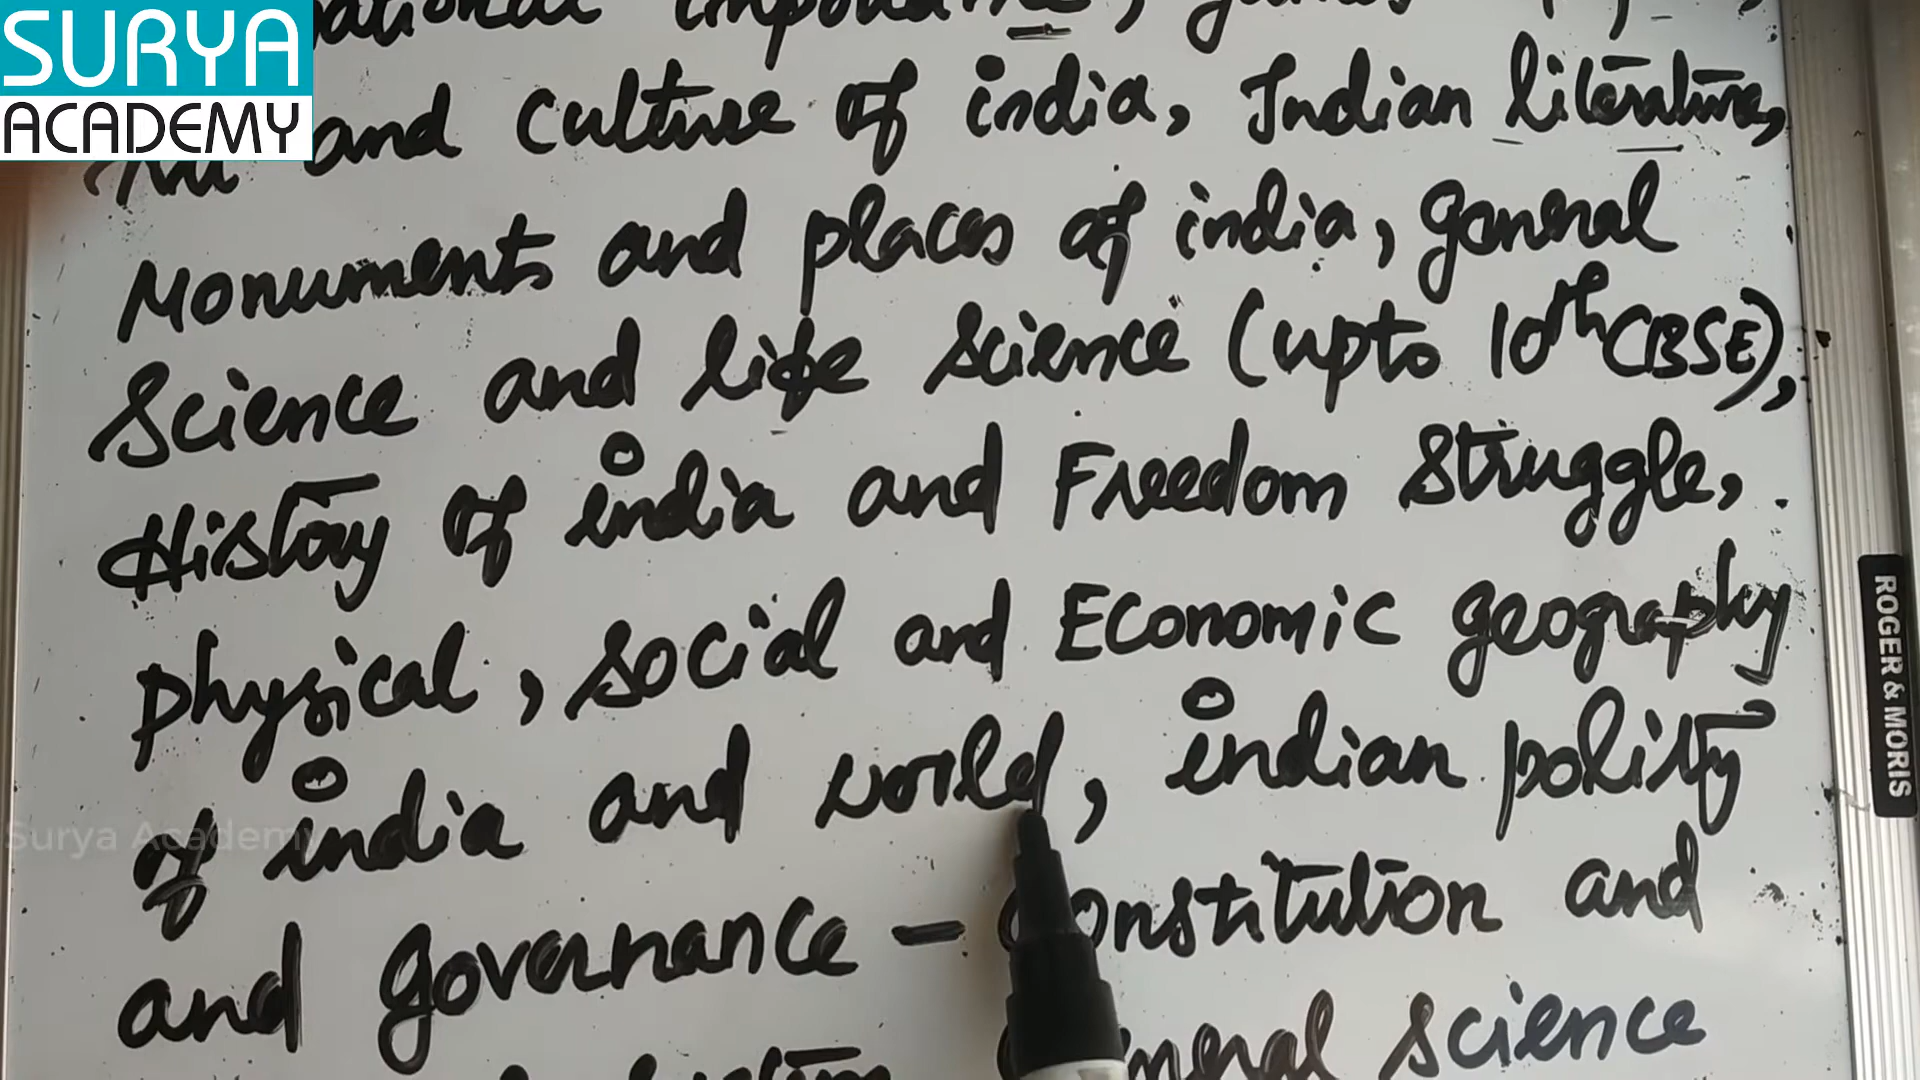 SURYA
ACADEMY
and culture of india, Indian literature,
Monuments and places of india, general
Science and life science (upto 10th CBSE),
History of india and Freedom Struggle,
physical, social and Economic geography
of india and world, indian polity
and governance - constitution and
science
Surya Academy
ROGER & MORIS